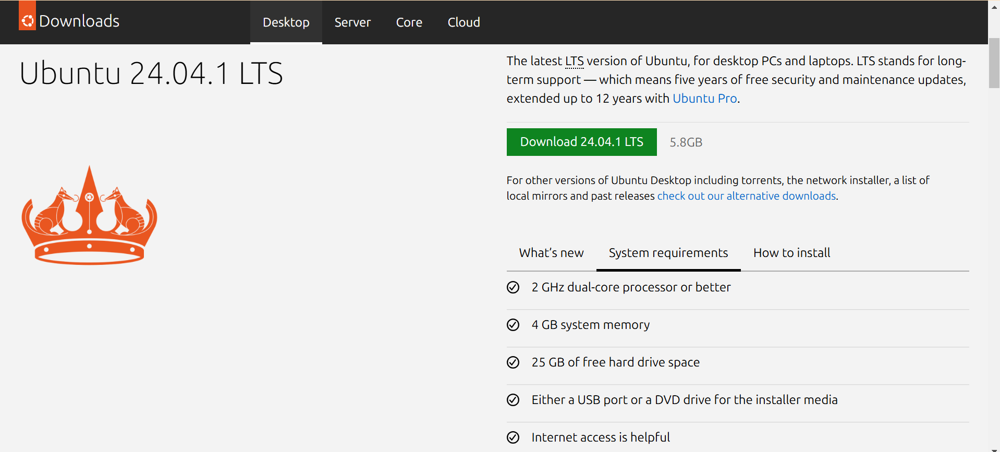 Downloads
Desktop
Server
Core
Cloud
Ubuntu 24.04.1 LTS
The latest LTS version of Ubuntu, for desktop PCs and laptops. LTS stands for long-
term support — which means five years of free security and maintenance updates,
extended up to 12 years with Ubuntu Pro.
Download 24.04.1 LTS
5.8GB
For other versions of Ubuntu Desktop including torrents, the network installer, a list of
local mirrors and past releases check out our alternative downloads.
What’s new
System requirements
How to install
2 GHz dual-core processor or better
4 GB system memory
25 GB of free hard drive space
Either a USB port or a DVD drive for the installer media
Internet access is helpful